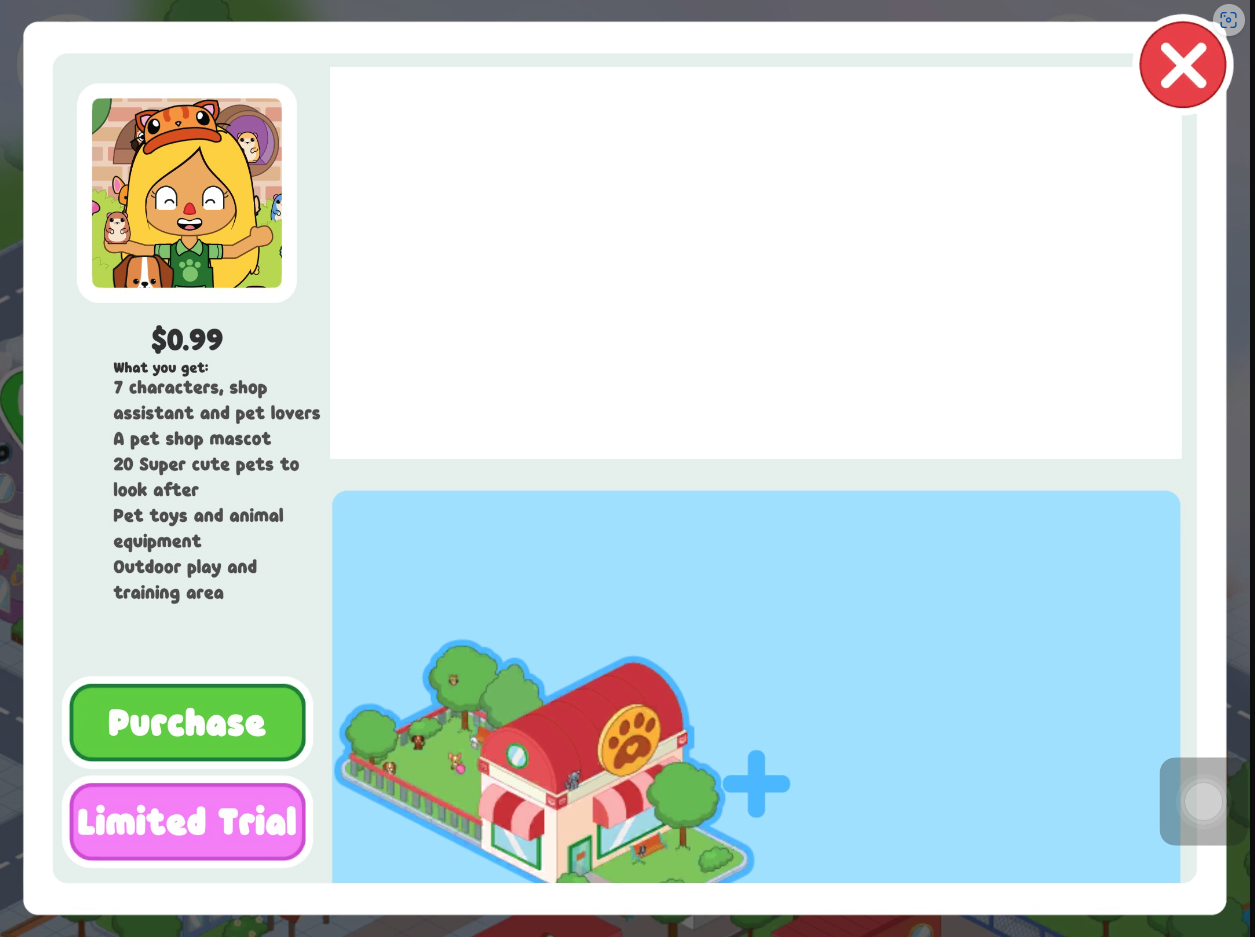 $0.99
What you get:
7 characters, shop
assistant and pet lovers
A pet shop mascot
20 Super cute pets to
look after
Pet toys and animal
equipment
Outdoor play and
training area
Purchase
Limited Trial